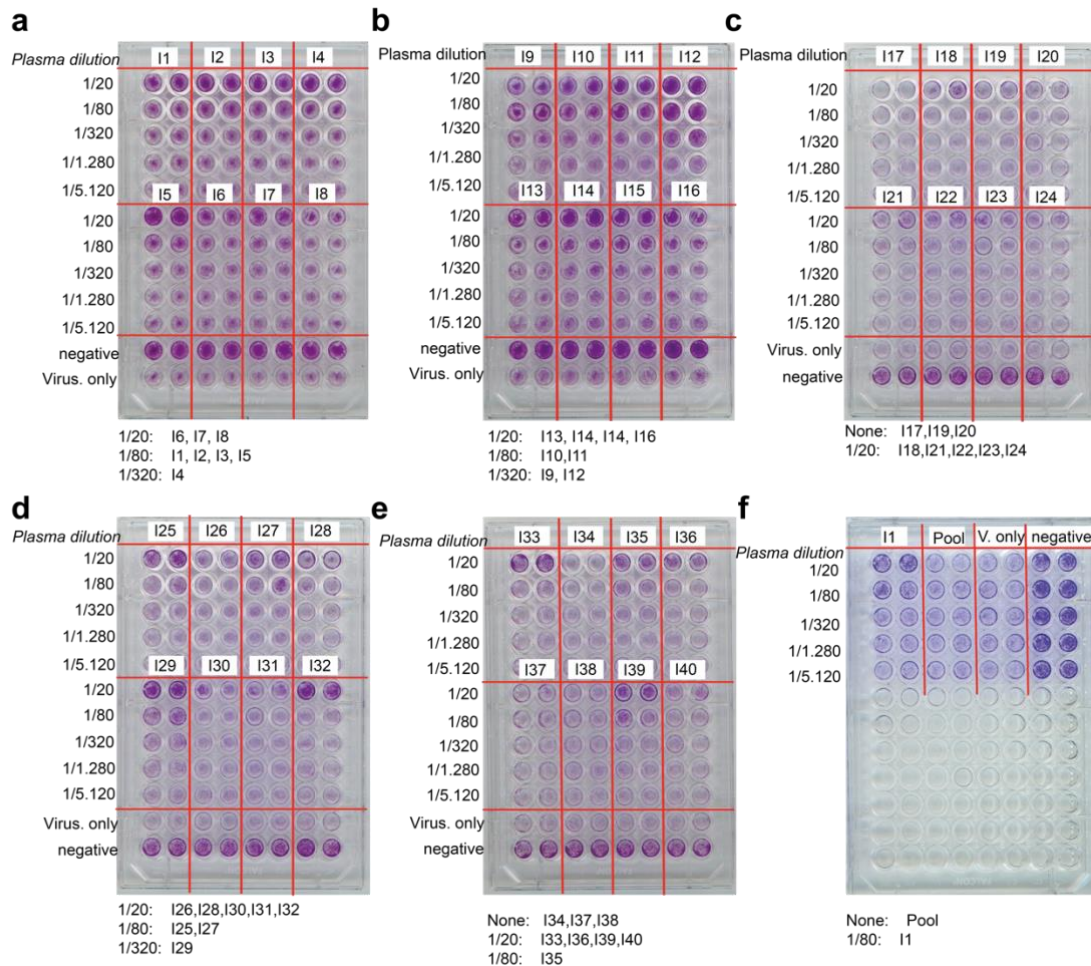 a
I1 I2 I3 I4
Plasma dilution
1/20
1/80
1/320
1/1.280
1/5.120
I5 I6 I7 I8
1/20
1/80
1/320
1/1.280
1/5.120
negative
Virus. only
1/20: I6, I7, I8
1/80: I1, I2, I3, I5
1/320: I4
b
Plasma dilution
I9 I10 I11 I12
1/20
1/80
1/320
1/1.280
1/5.120
I13 I14 I15 I16
1/20
1/80
1/320
1/1.280
1/5.120
negative
Virus. only
1/20: I13, I14, I14, I16
1/80: I10,I11
1/320: I9, I12
c
Plasma dilution
I17 I18 I19 I20
1/20
1/80
1/320
1/1.280
1/5.120
I21 I22 I23 I24
1/20
1/80
1/320
1/1.280
1/5.120
Virus. only
negative
None: I17,I19,I20
1/20: I18,I21,I22,I23,I24
d
I25 I26 I27 I28
Plasma dilution
1/20
1/80
1/320
1/1.280
1/5.120
I29 I30 I31 I32
1/20
1/80
1/320
1/1.280
1/5.120
Virus. only
negative
1/20: I26,I28,I30,I31,I32
1/80: I25,I27
1/320: I29
e
I33 I34 I35 I36
Plasma dilution
1/20
1/80
1/320
1/1.280
1/5.120
I37 I38 I39 I40
1/20
1/80
1/320
1/1.280
1/5.120
Virus. only
negative
None: I34,I37,I38
1/20: I33,I36,I39,I40
1/80: I35
f
I1 Pool V. only negative
Plasma dilution
1/20
1/80
1/320
1/1.280
1/5.120
None: Pool
1/80: I1